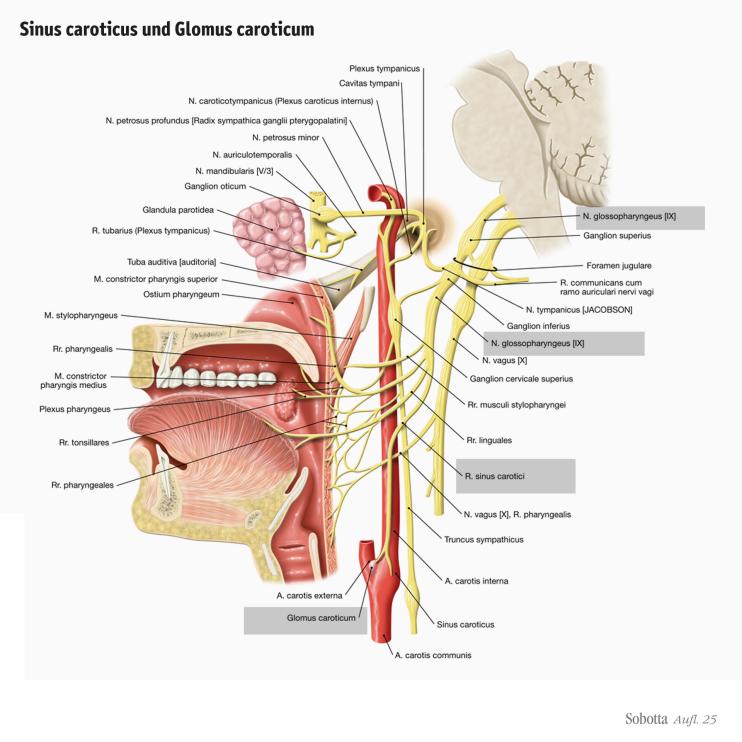 Sinus caroticus und Glomus caroticum
Plexus tympanicus
Cavitas tympani
N. caroticotympanicus (Plexus caroticus internus)
N. petrosus profundus [Radix sympathica ganglii pterygopalatini]
N. petrosus minor
N. auriculotemporalis
N. mandibularis [V/3]
Ganglion oticum
Glandula parotidea
R. tubarius (Plexus tympanicus)
Tuba auditiva [auditoria]
M. constrictor pharyngis superior
Ostium pharyngeum
M. stylopharyngeus
Rr. pharyngealis
M. constrictor
pharyngis medius
Plexus pharyngeus
Rr. tonsillares
Rr. pharyngeales
A. carotis externa
Glomus caroticum
N. glossopharyngeus [IX]
Ganglion superius
Foramen jugulare
R. communicans cum
ramo auriculari nervi vagi
N. tympanicus [JACOBSON]
Ganglion inferius
N. glossopharyngeus [IX]
N. vagus [X]
Ganglion cervicale superius
Rr. musculi stylopharyngei
Rr. linguales
R. sinus carotici
N. vagus [X], R. pharyngealis
Truncus sympathicus
A. carotis interna
Sinus caroticus
A. carotis communis
Sobotta Aufl. 25